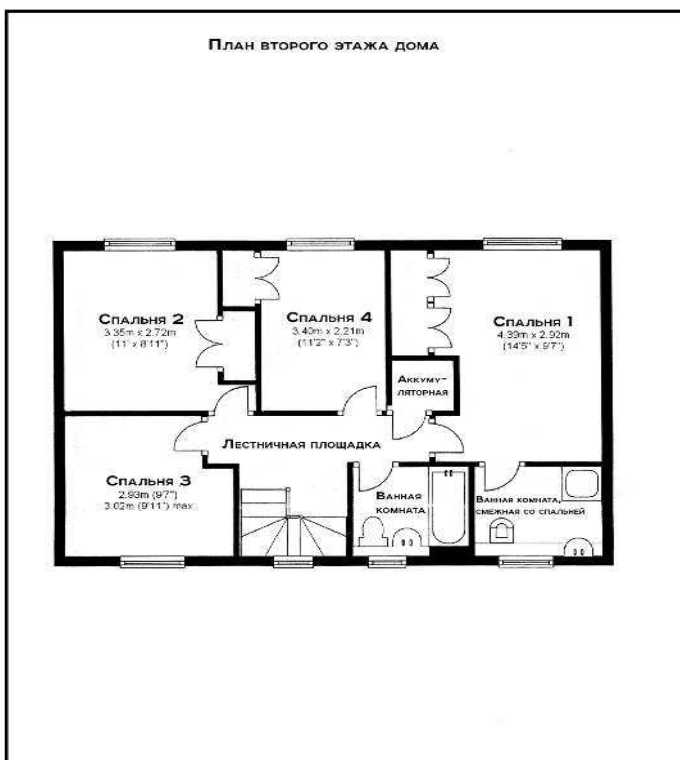 План второго этажа дома
Спальня 2
3.35m x 2.72m
(11' x 8'11")
Спальня 4
3.40m x 2.21m
(11'2" x 7'3")
Спальня 1
4.39m x 2.92m
(14'5" x 9'7")
Аккуму-
ляторная
Лестничная площадка
Спальня 3
2.93m (9'7")
3.02m (9'11") max
Ванная
комната
Ванная комната,
смежная со спальней